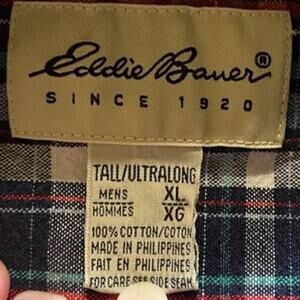 Eddie Bauer®
SINCE 1920
TALL/ULTRALONG
MENS XL
HOMMES XG
100% COTTON/COTON
MADE IN PHILIPPINES
FAIT EN PHILIPPINES
FOR CARE SEE SIDE SEAM